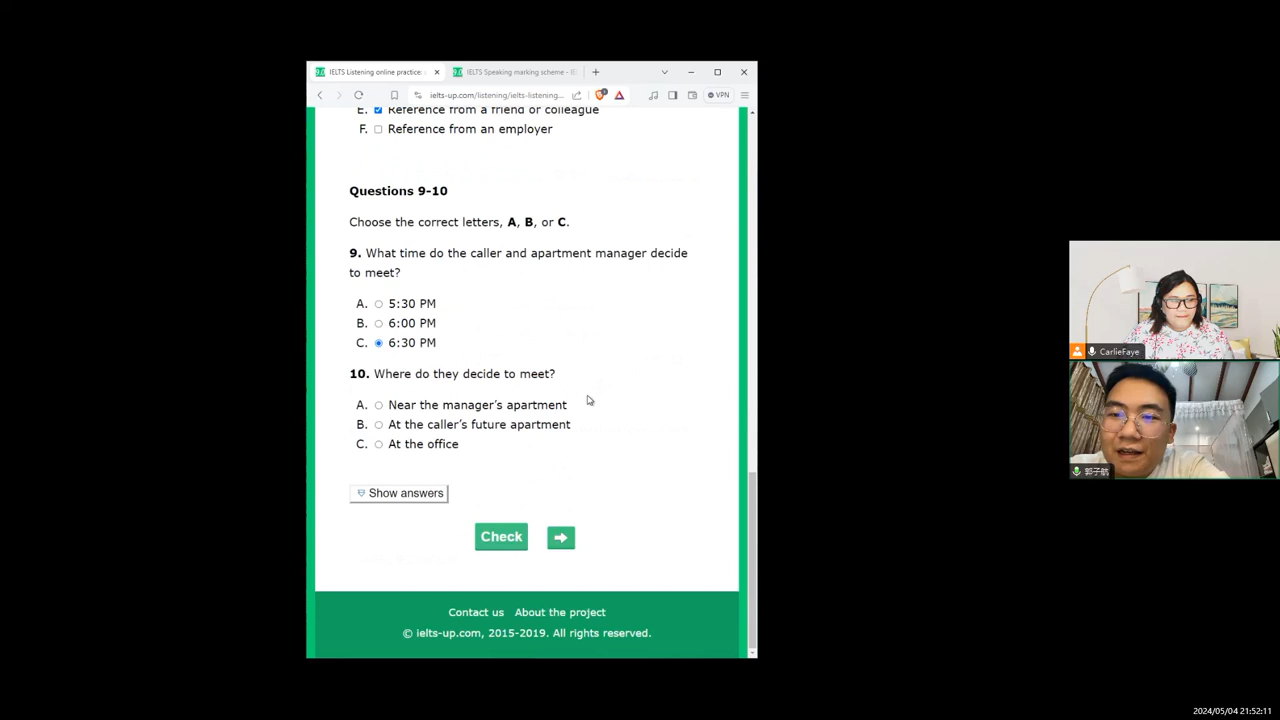 IELTS Listening online practice:
IELTS Speaking marking scheme - IE
ielts-up.com/listening/ielts-listening...
VPN
E. Reference from a friend or colleague
F. Reference from an employer
Questions 9-10
Choose the correct letters, A, B, or C.
9. What time do the caller and apartment manager decide
to meet?
A. 5:30 PM
B. 6:00 PM
C. 6:30 PM
10. Where do they decide to meet?
A. Near the manager's apartment
B. At the caller's future apartment
C. At the office
Show answers
Check
Contact us About the project
© ielts-up.com, 2015-2019. All rights reserved.
CarlieFaye
郭子航
2024/05/04 21:52:11